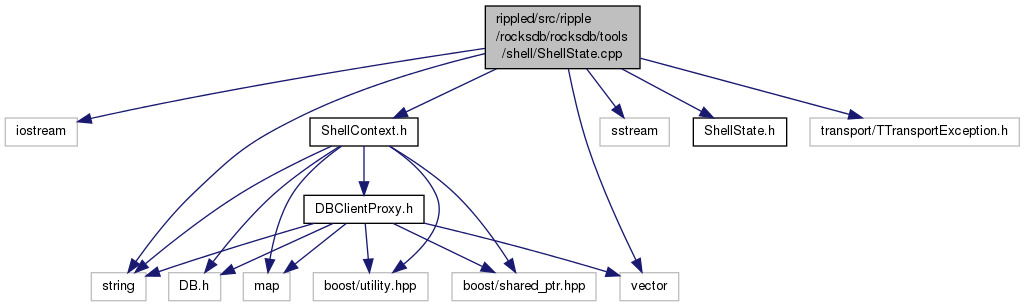 rippled/src/ripple
/rocksdb/rocksdb/tools
/shell/ShellState.cpp
iostream
ShellContext.h
sstream
ShellState.h
transport/TTransportException.h
DBClientProxy.h
string
DB.h
map
boost/utility.hpp
boost/shared_ptr.hpp
vector